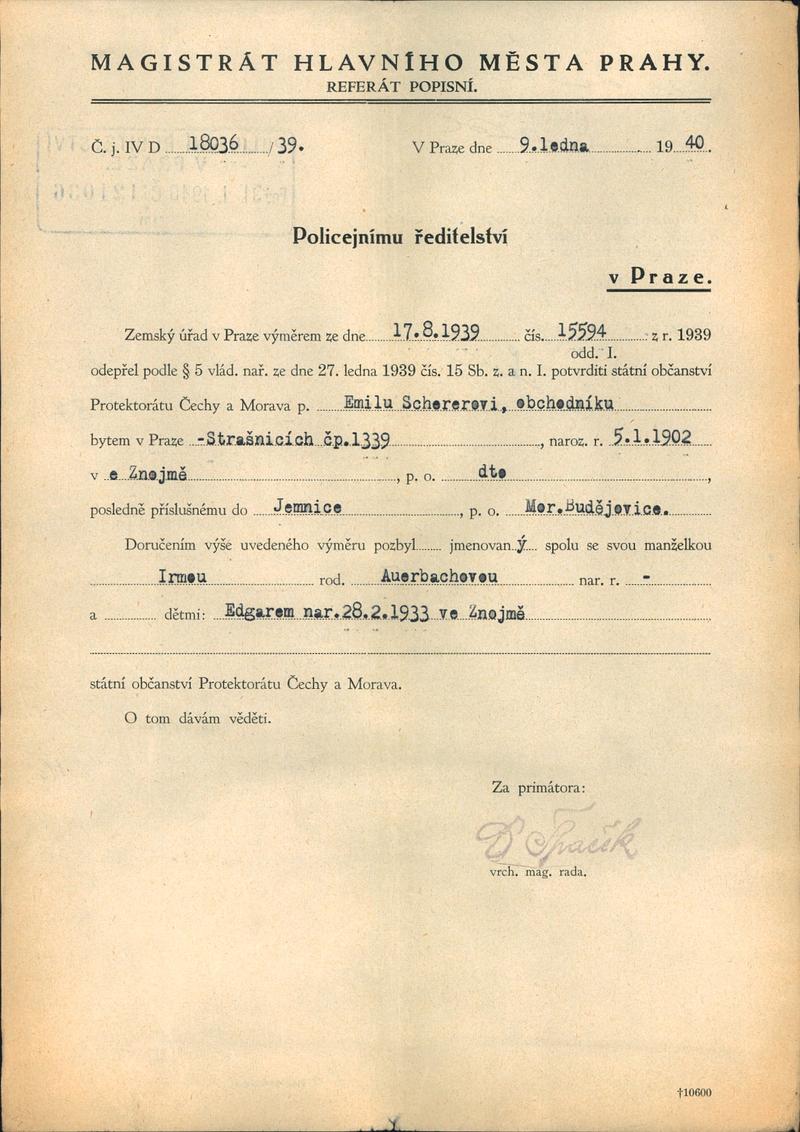 MAGISTRÁT HLAVNÍHO MĚSTA PRAHY.
REFERÁT POPISNÍ.
Č. j. IV D 18036 / 39.
V Praze dne 9.ledna 19 40.
Policejnímu ředitelství
v Praze.
Zemský úřad v Praze výměrem ze dne 17.8.1939 čís. 15594 z r. 1939
odd. I.
odepřel podle § 5 vlád. nař. ze dne 27. ledna 1939 čís. 15 Sb. z. a n. I. potvrditi státní občanství
Protektorátu Čechy a Morava p. Emilu Schererovi, obchodníku
bytem v Praze -Strašnicích čp.1339, naroz. r. 5.1.1902
v e Znojmě, p. o. dto,
posledně příslušnému do Jemnice, p. o. Mor.Budějovice.
Doručením výše uvedeného výměru pozbyl jmenovan ý spolu se svou manželkou
Irmou rod. Auerbachovou nar. r. -
a dětmi: Edgarem nar.28.2.1933 ve Znojmě
státní občanství Protektorátu Čechy a Morava.
O tom dávám věděti.
Za primátora:
vrch. mag. rada.
†10600